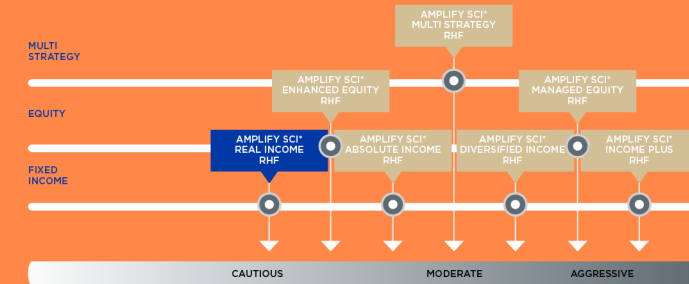 AMPLIFY SCI*
MULTI STRATEGY
RHF
MULTI
STRATEGY
AMPLIFY SCI*
ENHANCED EQUITY
RHF
AMPLIFY SCI*
MANAGED EQUITY
RHF
EQUITY
AMPLIFY SCI*
REAL INCOME
RHF
AMPLIFY SCI*
ABSOLUTE INCOME
RHF
AMPLIFY SCI*
DIVERSIFIED INCOME
RHF
AMPLIFY SCI*
INCOME PLUS
RHF
FIXED
INCOME
CAUTIOUS
MODERATE
AGGRESSIVE